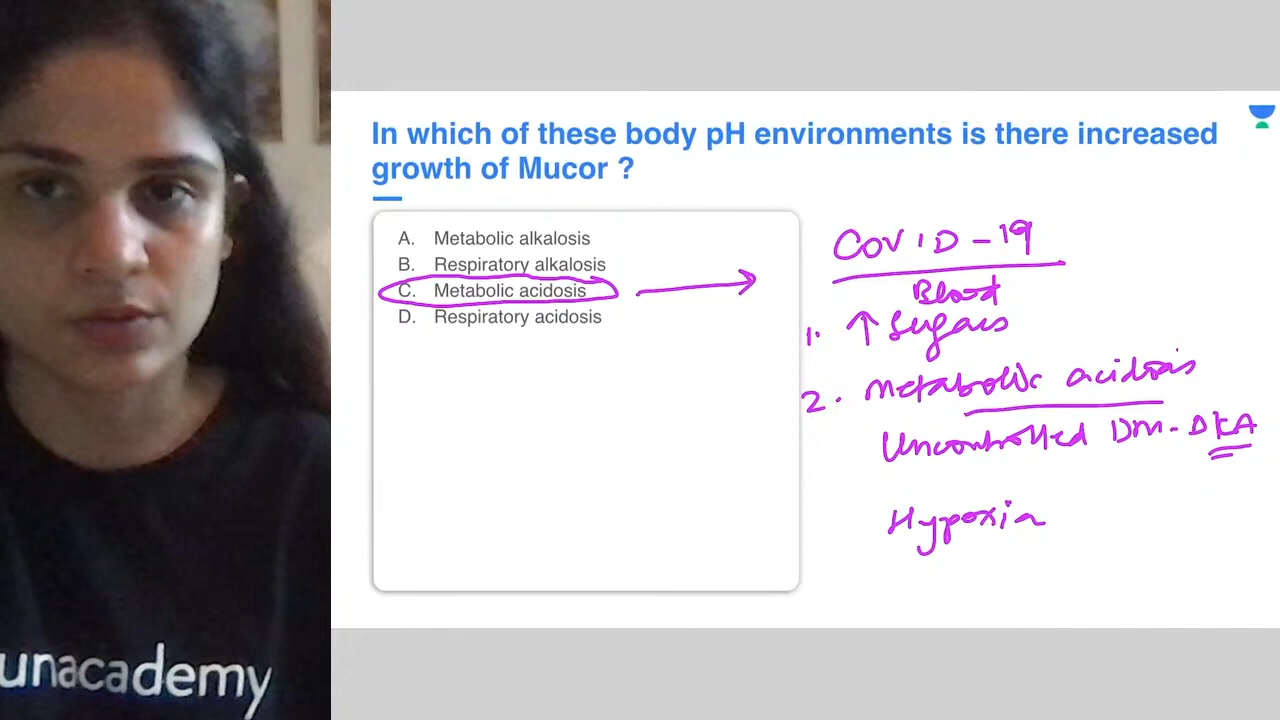 In which of these body pH environments is there increased
growth of Mucor ?
A. Metabolic alkalosis
B. Respiratory alkalosis
C. Metabolic acidosis
D. Respiratory acidosis
COVID-19
Blood
1. ↑ Sugars
2. Metabolic acidosis
Uncontrolled DM - DKA
Hypoxia
unacademy